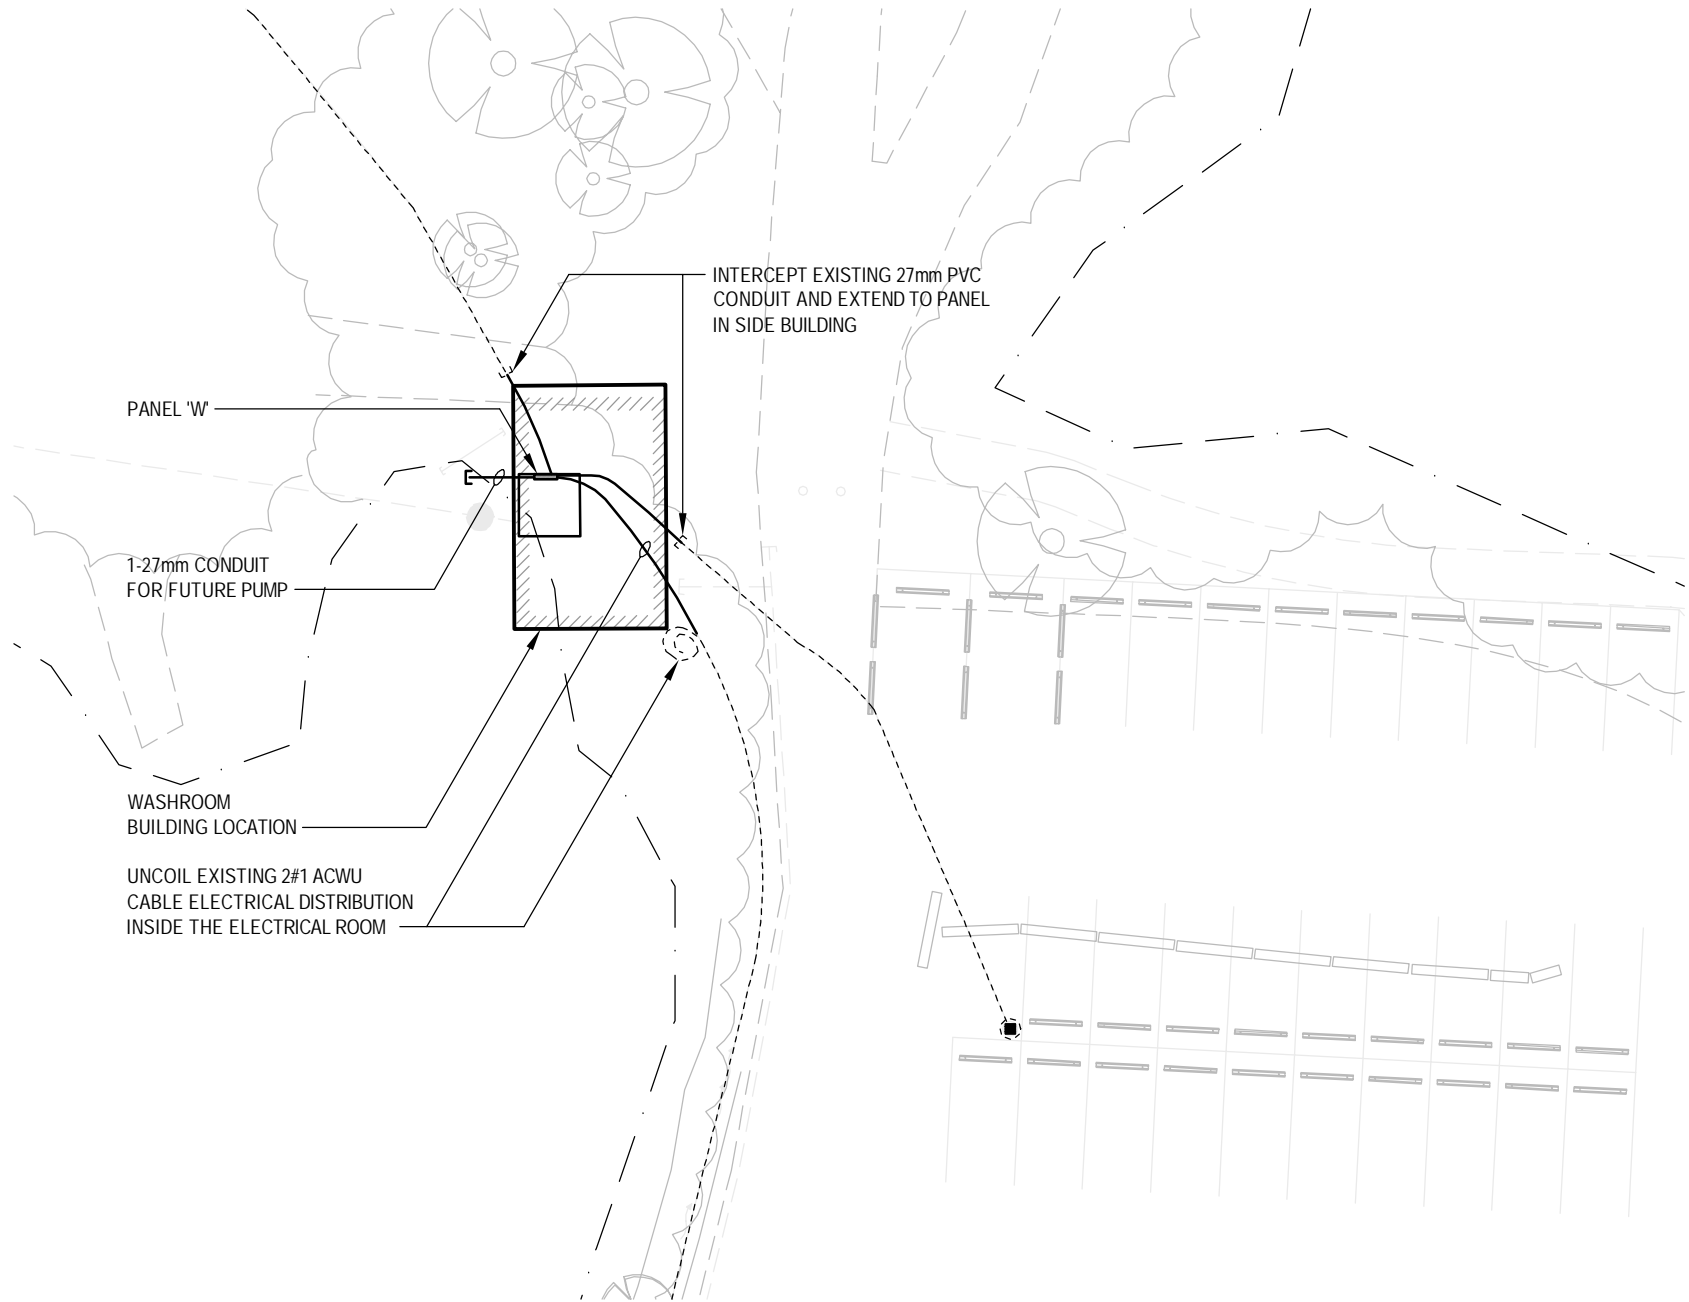 INTERCEPT EXISTING 27mm PVC
CONDUIT AND EXTEND TO PANEL
IN SIDE BUILDING
PANEL 'W'
1-27mm CONDUIT
FOR FUTURE PUMP
WASHROOM
BUILDING LOCATION
UNCOIL EXISTING 2#1 ACWU
CABLE ELECTRICAL DISTRIBUTION
INSIDE THE ELECTRICAL ROOM